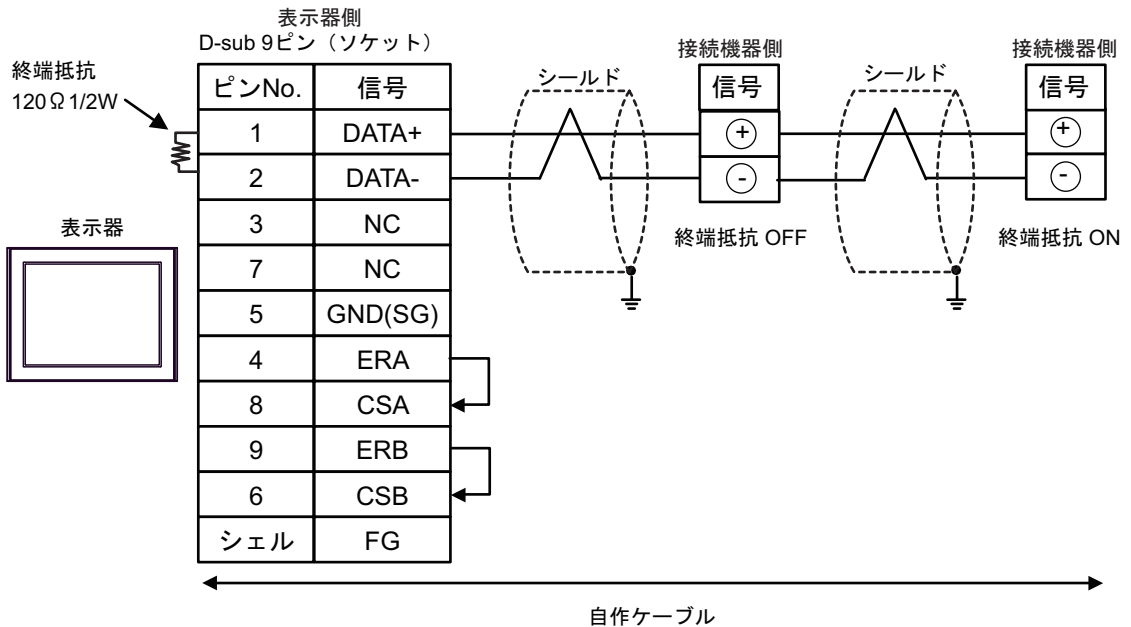 表示器側
D-sub 9ピン（ソケット）
終端抵抗
120Ω 1/2W
ピンNo. 信号
1 DATA+
2 DATA-
3 NC
7 NC
5 GND(SG)
4 ERA
8 CSA
9 ERB
6 CSB
シェル FG
表示器
シールド
接続機器側
信号
+
-
終端抵抗 OFF
シールド
接続機器側
信号
+
-
終端抵抗 ON
自作ケーブル